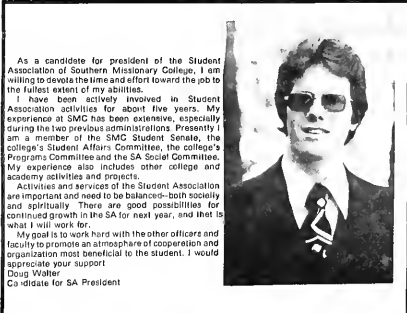 As a candidate for president of the Student
Association of Southern Missionary College, I am
willing to devote the time and effort toward the job to
the fullest extent of my abilities.
I have been actively involved in Student
Association activities for about five years. My
experience at SMC has been extensive, especially
during the two previous administrations. Presently I
am a member of the SMC Student Senate, the
college's Student Affairs Committee, the college's
Programs Committee and the SA Social Committee.
My experience also includes other college and
academy activities and projects.
Activities and services of the Student Association
are important and need to be balanced--both socially
and spiritually There are good possibilities for
continued growth in the SA for next year, and that is
what I will work for.
My goal is to work hard with the other officers and
faculty to promote an atmosphere of cooperation and
organization most beneficial to the student. I would
appreciate your support
Doug Walter
Ca didate for SA President